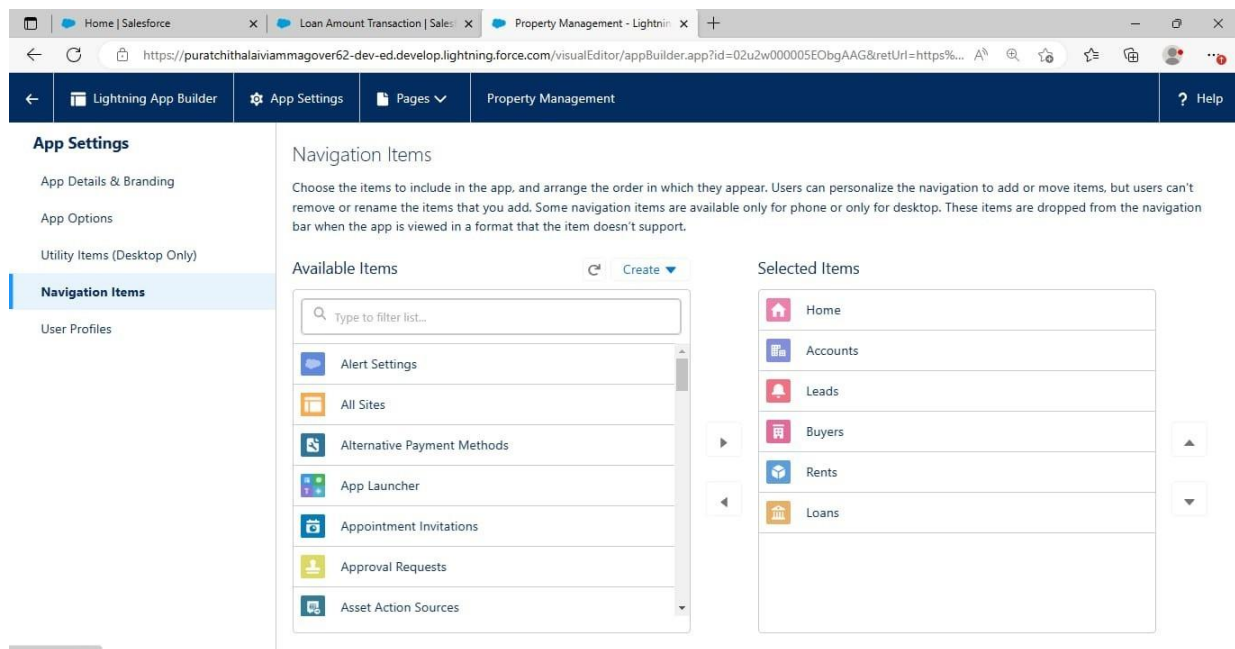 Home | Salesforce
Loan Amount Transaction | Sales
Property Management - Lightnin
https://puratchithalaiviammagover62-dev-ed.develop.lightning.force.com/visualEditor/appBuilder.app?id=02u2w000005EObgAAG&retUrl=https%...
Lightning App Builder
App Settings
Pages
Property Management
? Help
App Settings
App Details & Branding
App Options
Utility Items (Desktop Only)
Navigation Items
User Profiles
Navigation Items
Choose the items to include in the app, and arrange the order in which they appear. Users can personalize the navigation to add or move items, but users can't
remove or rename the items that you add. Some navigation items are available only for phone or only for desktop. These items are dropped from the navigation
bar when the app is viewed in a format that the item doesn't support.
Available Items
Create
Type to filter list...
Alert Settings
All Sites
Alternative Payment Methods
App Launcher
Appointment Invitations
Approval Requests
Asset Action Sources
Selected Items
Home
Accounts
Leads
Buyers
Rents
Loans